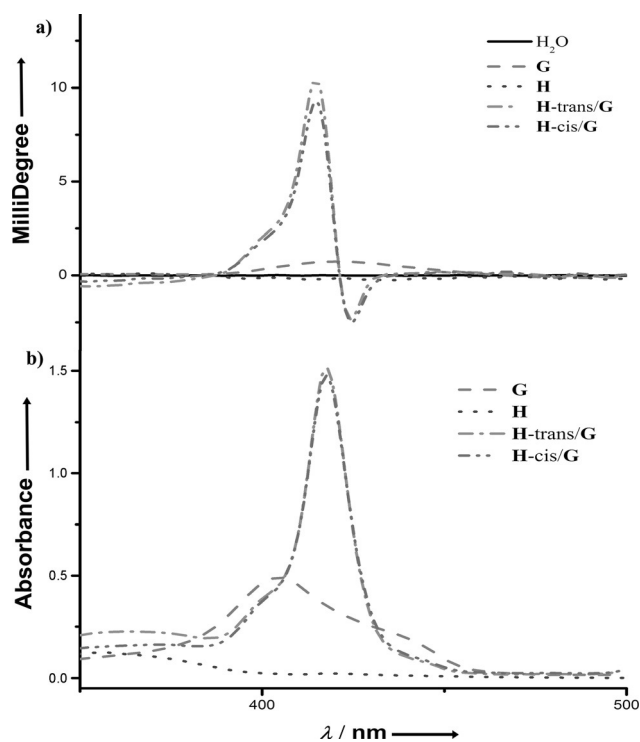 a)
H₂O
G
H
H-trans/G
H-cis/G
MilliDegree
10
5
0
b)
G
H
H-trans/G
H-cis/G
Absorbance
1.5
1.0
0.5
0.0
400
500
λ / nm